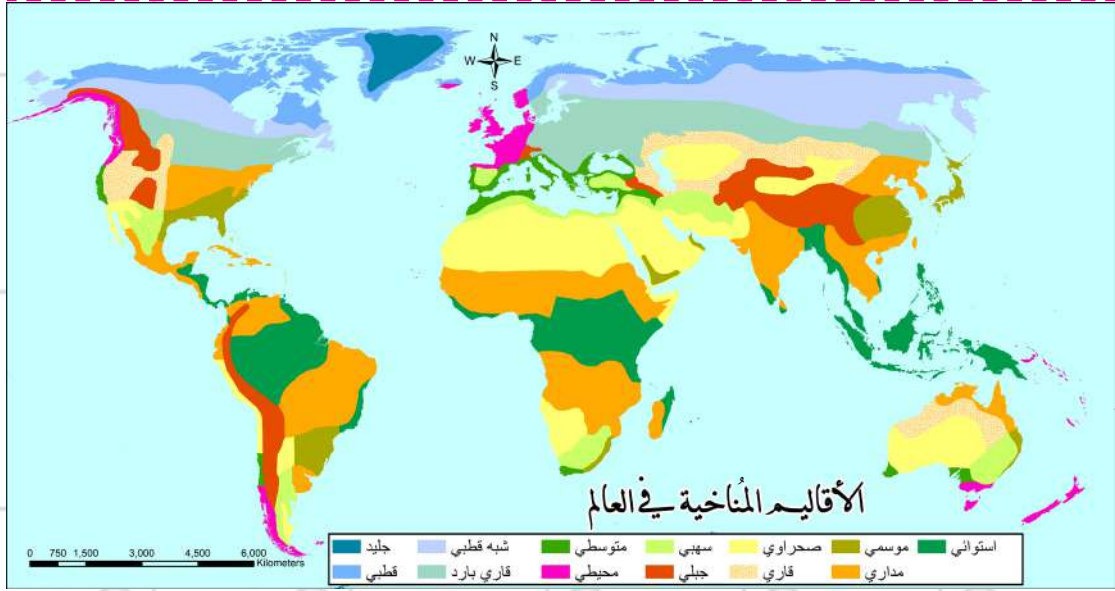 N
W E
S
الأقاليم المُناخية في العالم
0 750 1,500 3,000 4,500 6,000
Kilometers
استوائي موسمي صحراوي سهبي متوسطي شبه قطبي جليد
مداري قاري جبلي محيطي قاري بارد قطبي